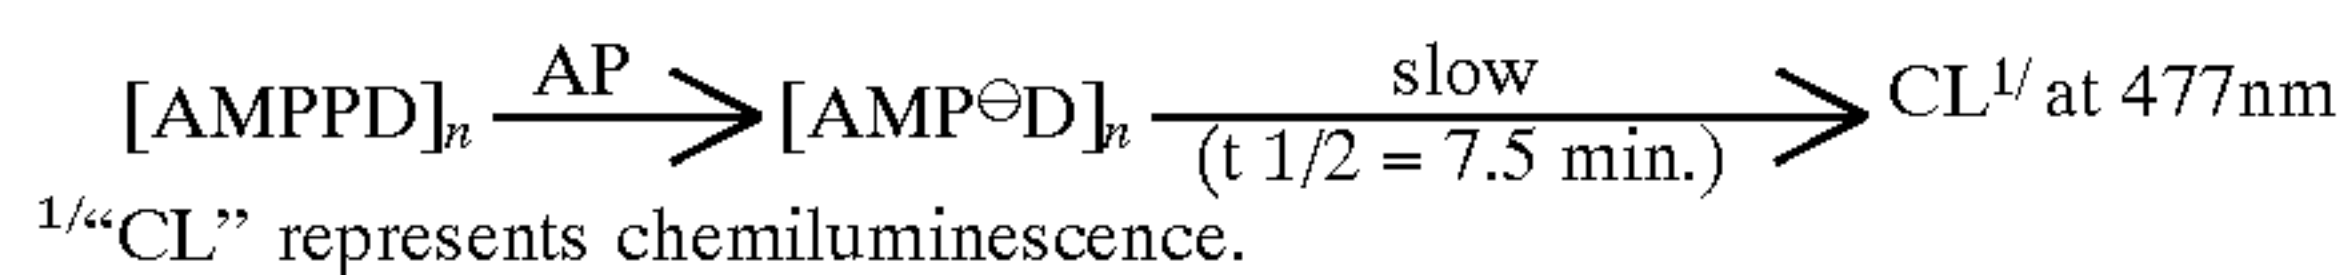 [AMPPD]n AP [AMP⊖D]n slow (t 1/2 = 7.5 min.) CL1/ at 477nm
1/“CL” represents chemiluminescence.